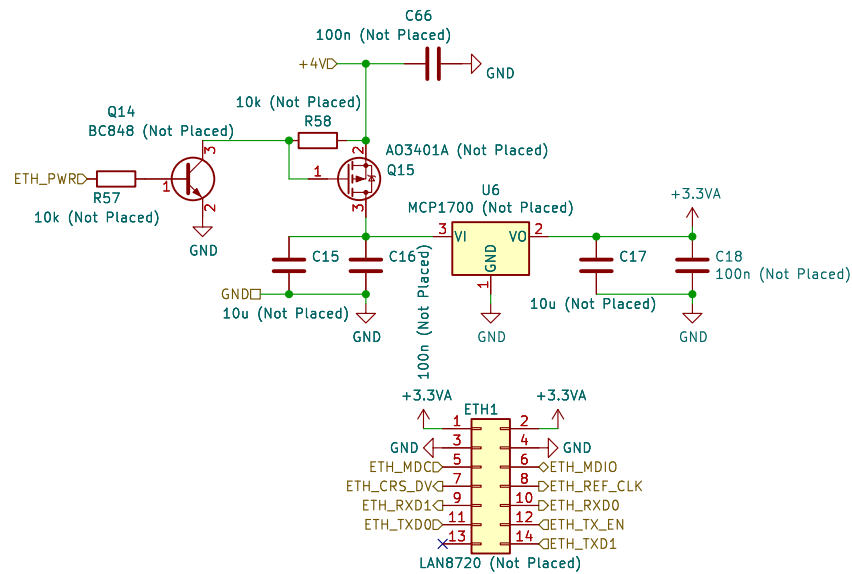 C66
100n (Not Placed)
+4V
GND
10k (Not Placed)
R58
Q14
BC848 (Not Placed)
3
2
AO3401A (Not Placed)
Q15
1
ETH_PWR
1
R57
10k (Not Placed)
2
GND
3
U6
MCP1700 (Not Placed)
+3.3VA
3
VI
VO
2
GND
1
C15
C16
C17
C18
100n (Not Placed)
GND
10u (Not Placed)
100n (Not Placed)
10u (Not Placed)
GND
GND
GND
+3.3VA
+3.3VA
ETH1
1
2
GND
3
4
GND
ETH_MDC
5
6
ETH_MDIO
ETH_CRS_DV
7
8
ETH_REF_CLK
ETH_RXD1
9
10
ETH_RXD0
ETH_TXD0
11
12
ETH_TX_EN
13
14
ETH_TXD1
LAN8720 (Not Placed)